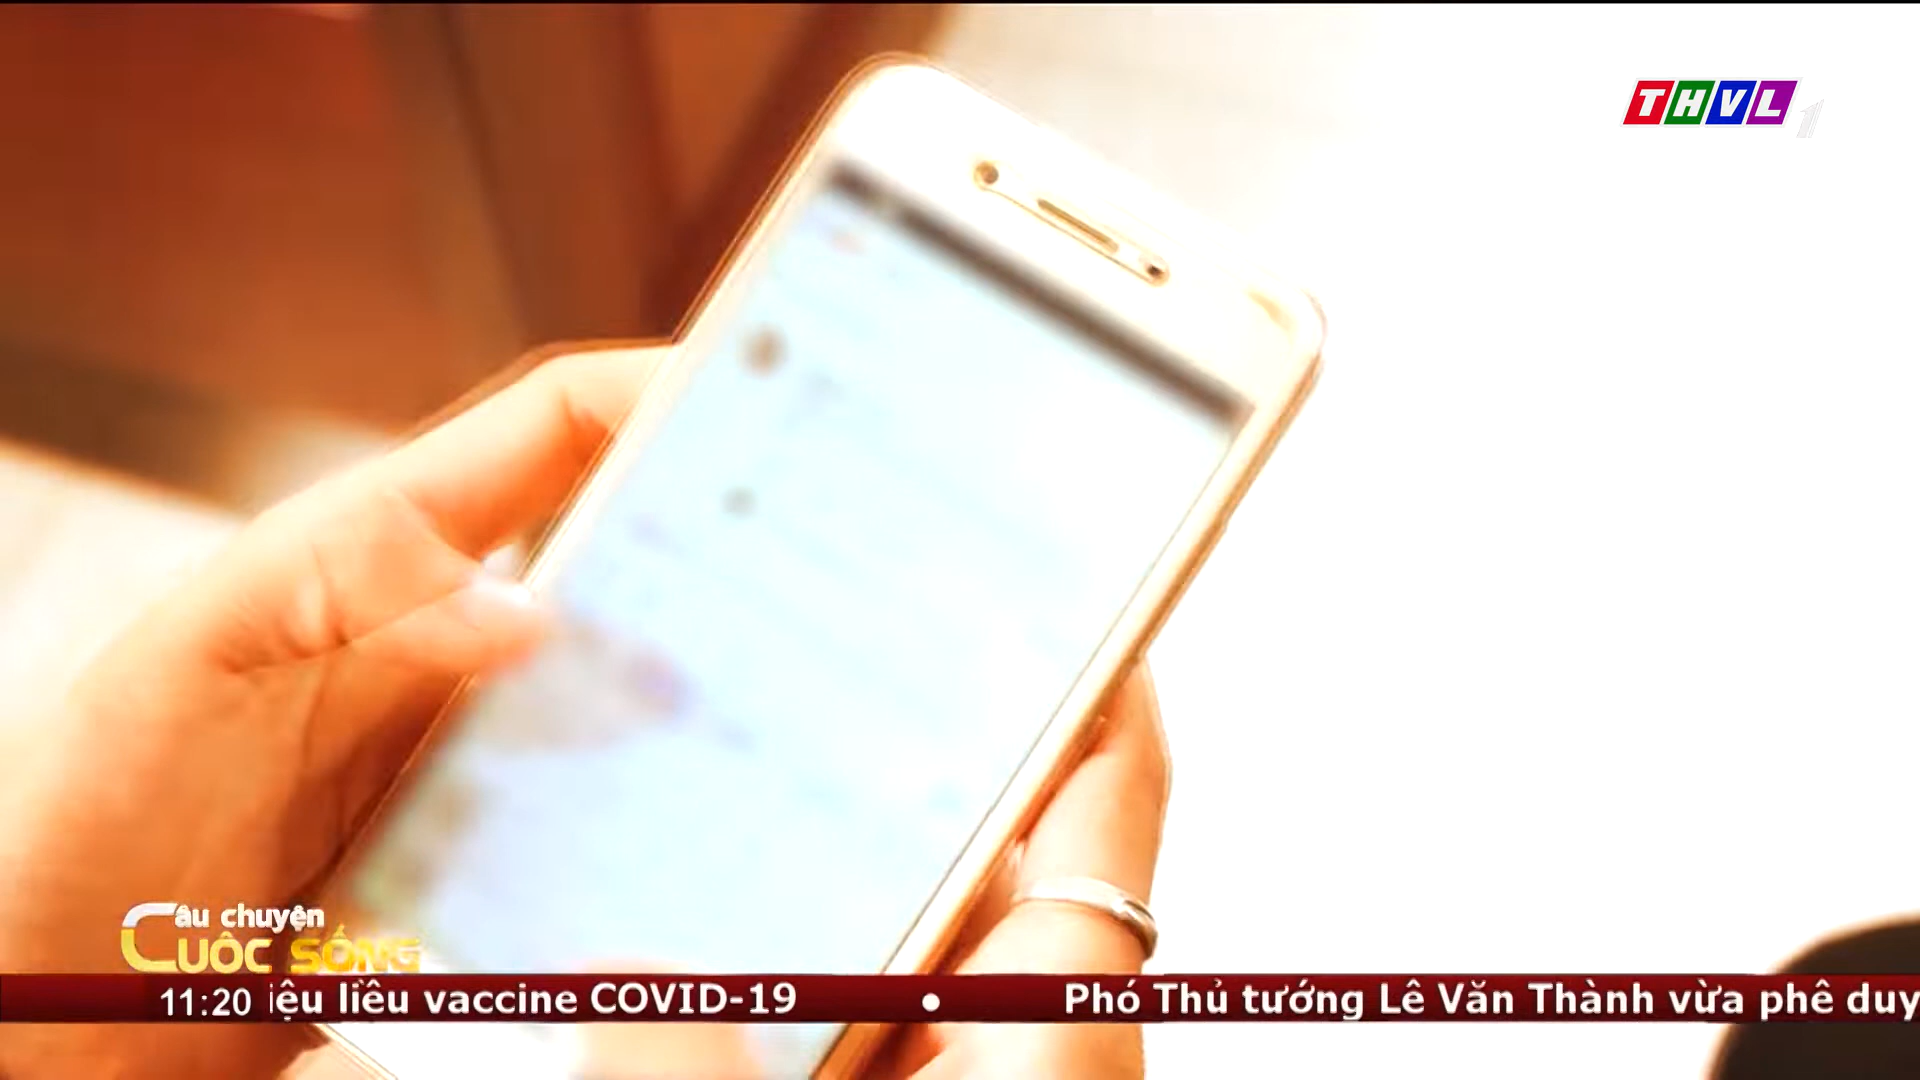 THVL1
Câu chuyện
CUỘC SỐNG
11:20 iệu liều vaccine COVID-19 • Phó Thủ tướng Lê Văn Thành vừa phê duy